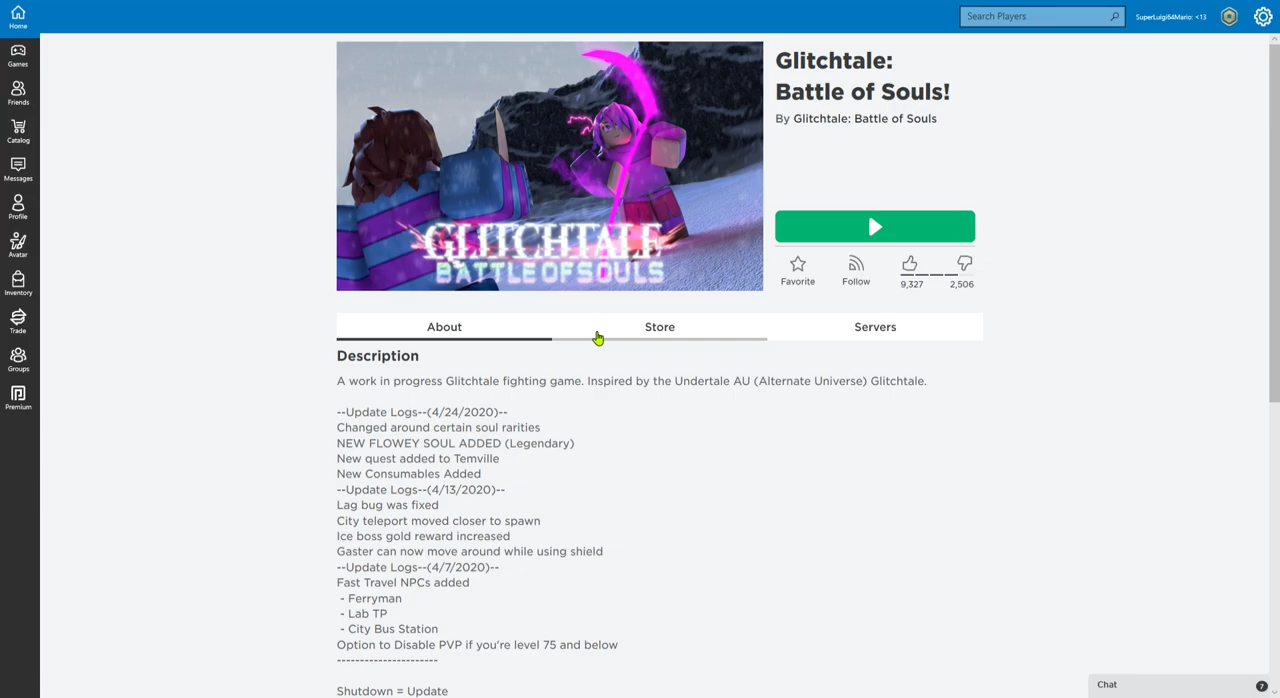 Search Players
SuperLuigi64Mario: <13
Home
Games
Friends
Catalog
Messages
Profile
Avatar
Inventory
Trade
Groups
Premium
GLITCHTALE
BATTLE OF SOULS
Glitchtale:
Battle of Souls!
By Glitchtale: Battle of Souls
Favorite
Follow
9,327
2,506
About
Store
Servers
Description
A work in progress Glitchtale fighting game. Inspired by the Undertale AU (Alternate Universe) Glitchtale.
--Update Logs--(4/24/2020)--
Changed around certain soul rarities
NEW FLOWEY SOUL ADDED (Legendary)
New quest added to Temville
New Consumables Added
--Update Logs--(4/13/2020)--
Lag bug was fixed
City teleport moved closer to spawn
Ice boss gold reward increased
Gaster can now move around while using shield
--Update Logs--(4/7/2020)--
Fast Travel NPCs added
- Ferryman
- Lab TP
- City Bus Station
Option to Disable PVP if you're level 75 and below
----------------------
Shutdown = Update
Chat
7